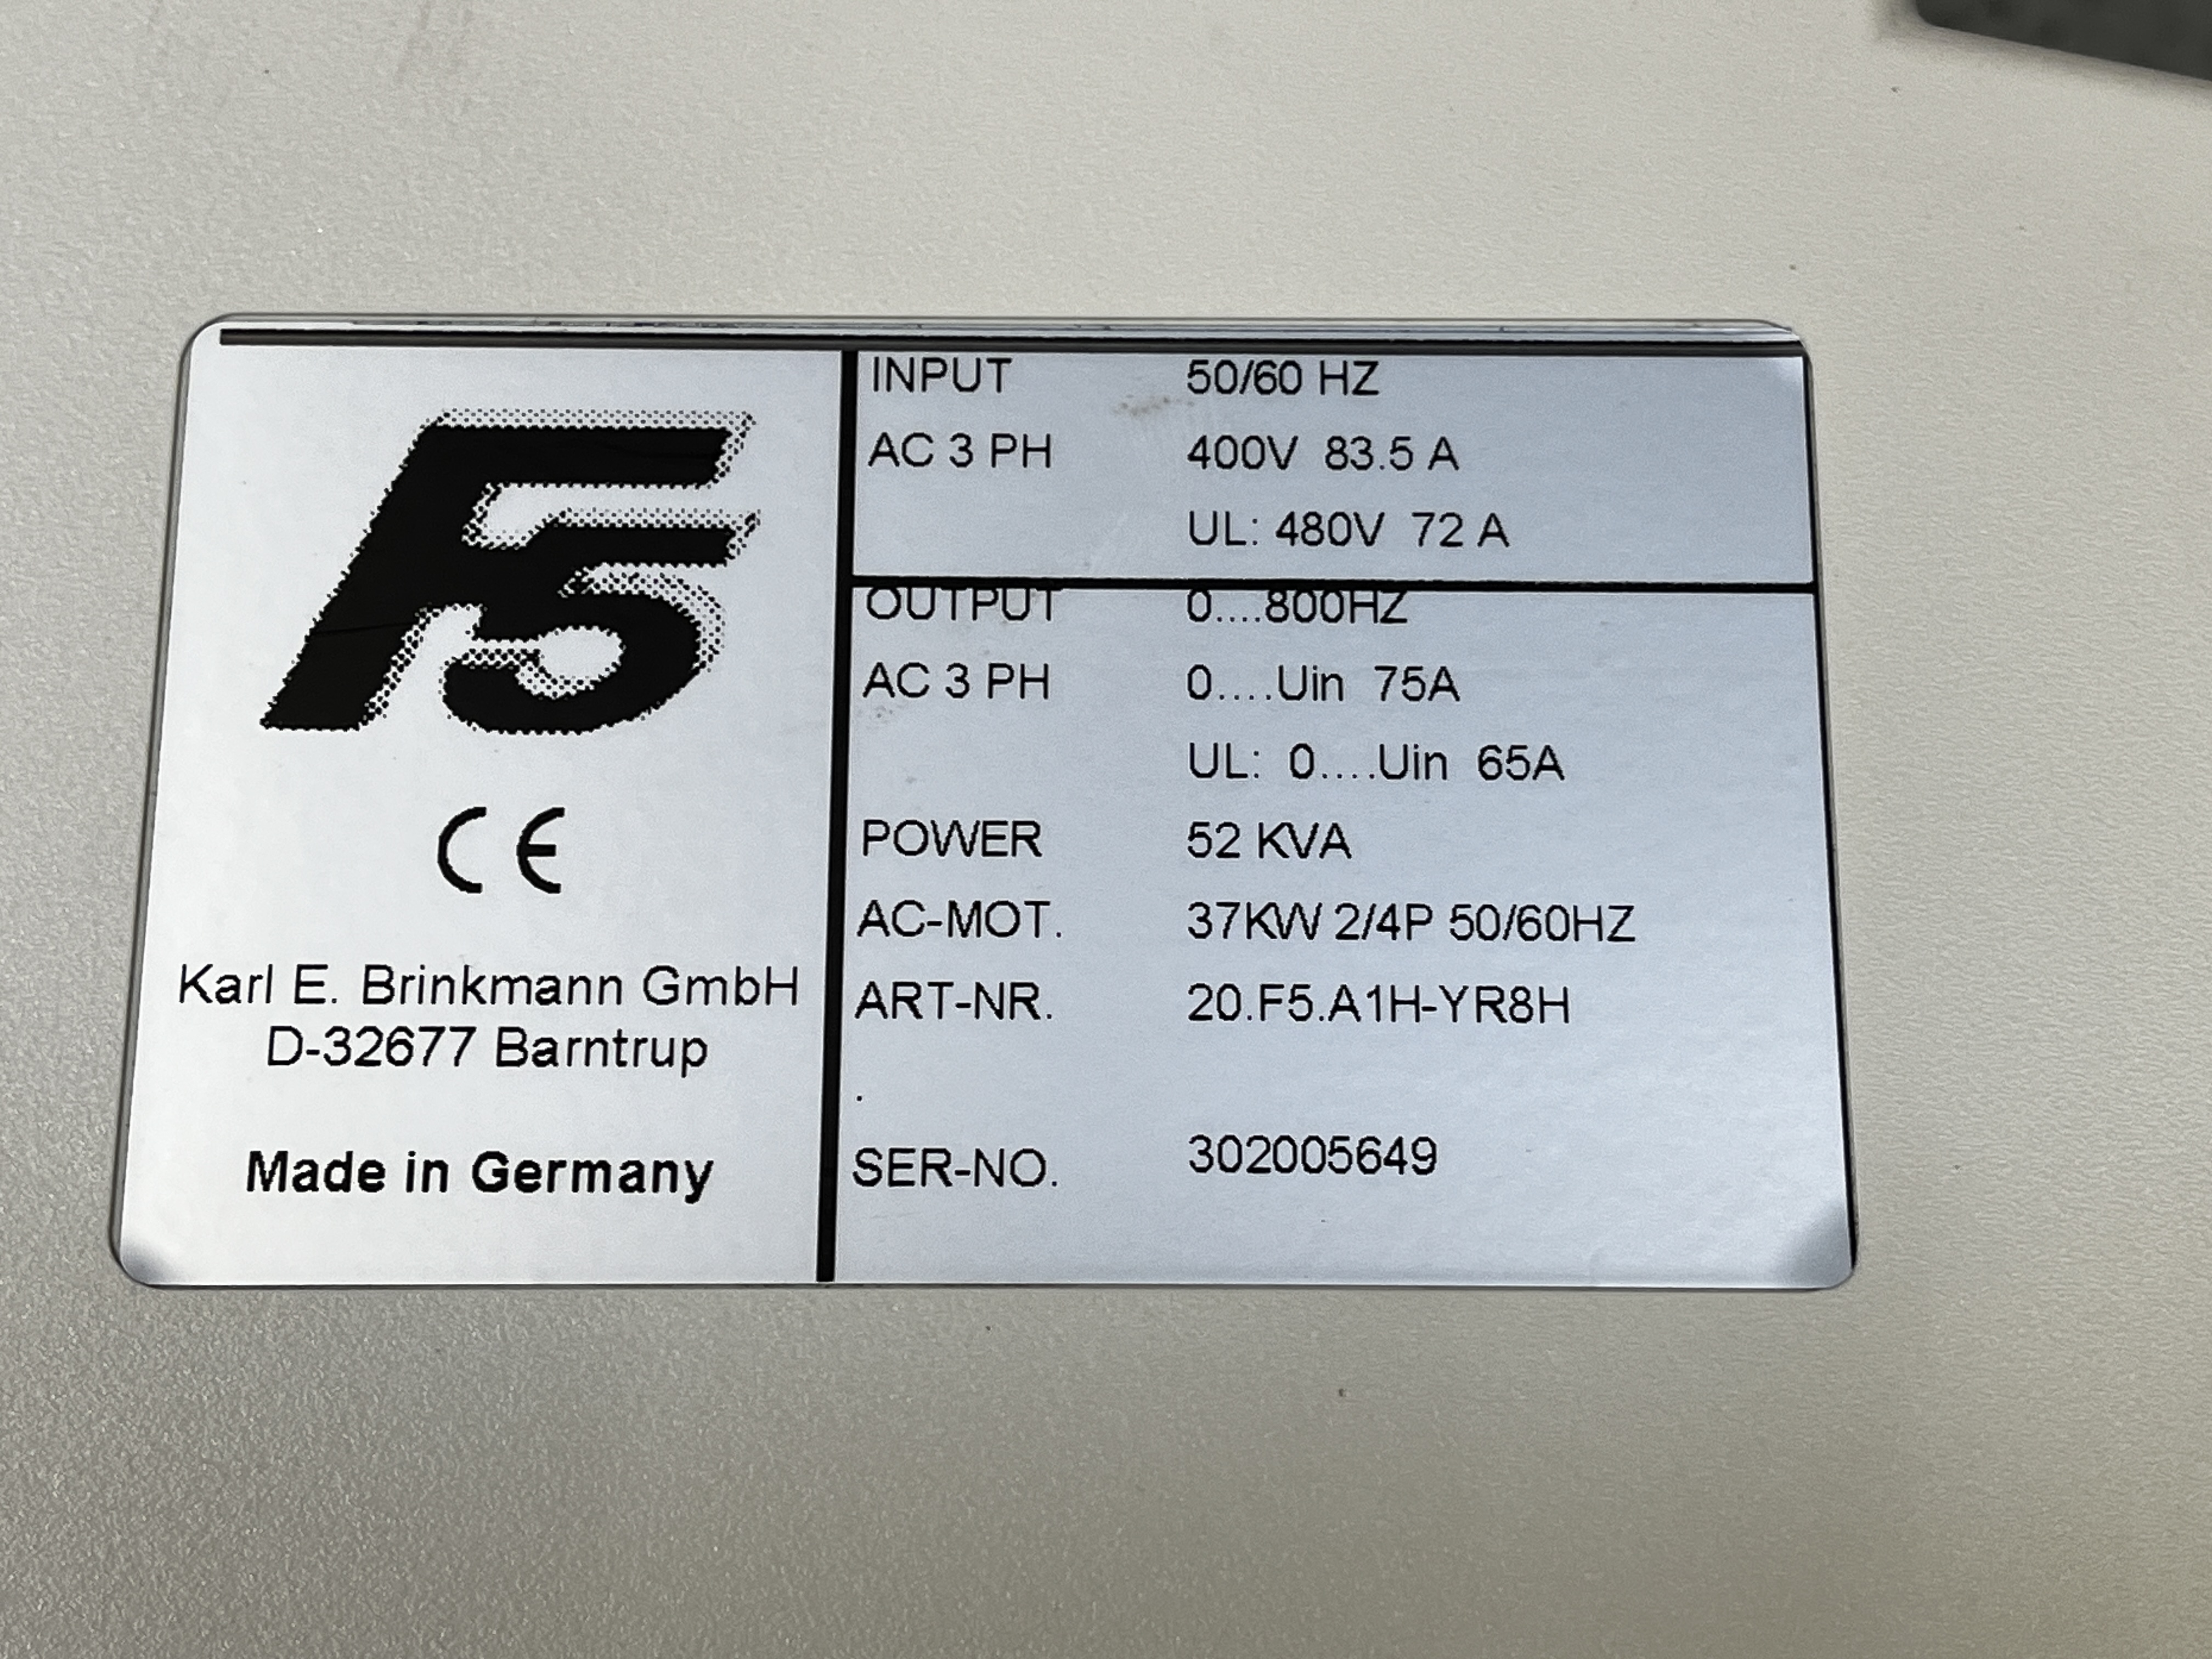 F5
CE
Karl E. Brinkmann GmbH
D-32677 Barntrup
Made in Germany
INPUT 50/60 HZ
AC 3 PH 400V 83.5 A
UL: 480V 72 A
OUTPUT 0....800HZ
AC 3 PH 0....Uin 75A
UL: 0....Uin 65A
POWER 52 KVA
AC-MOT. 37KW 2/4P 50/60HZ
ART-NR. 20.F5.A1H-YR8H
.
SER-NO. 302005649